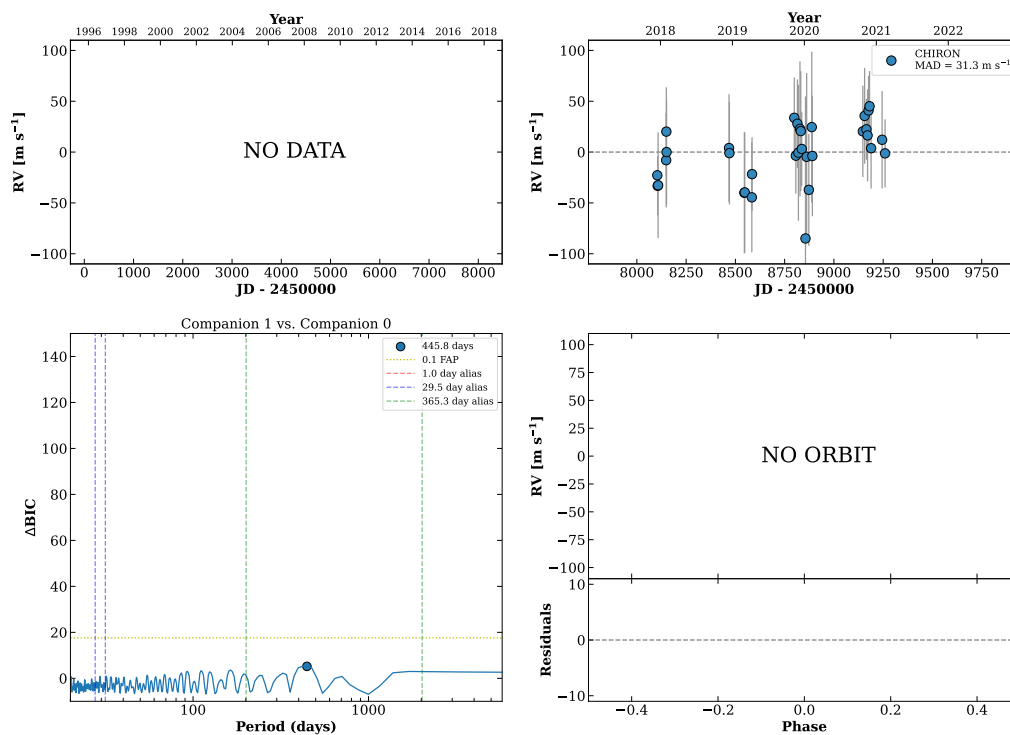 Year
1996 1998 2000 2002 2004 2006 2008 2010 2012 2014 2016 2018
RV [m s⁻¹]
100
50
0
−50
−100
NO DATA
0 1000 2000 3000 4000 5000 6000 7000 8000
JD - 2450000
Year
2018 2019 2020 2021 2022
RV [m s⁻¹]
100
50
0
−50
−100
CHIRON
MAD = 31.3 m s⁻¹
8000 8250 8500 8750 9000 9250 9500 9750
JD - 2450000
Companion 1 vs. Companion 0
ΔBIC
140
120
100
80
60
40
20
0
445.8 days
0.1 FAP
1.0 day alias
29.5 day alias
365.3 day alias
100 1000
Period (days)
RV [m s⁻¹]
100
75
50
25
0
−25
−50
−75
−100
NO ORBIT
Residuals
10
0
−10
−0.4 −0.2 0.0 0.2 0.4
Phase